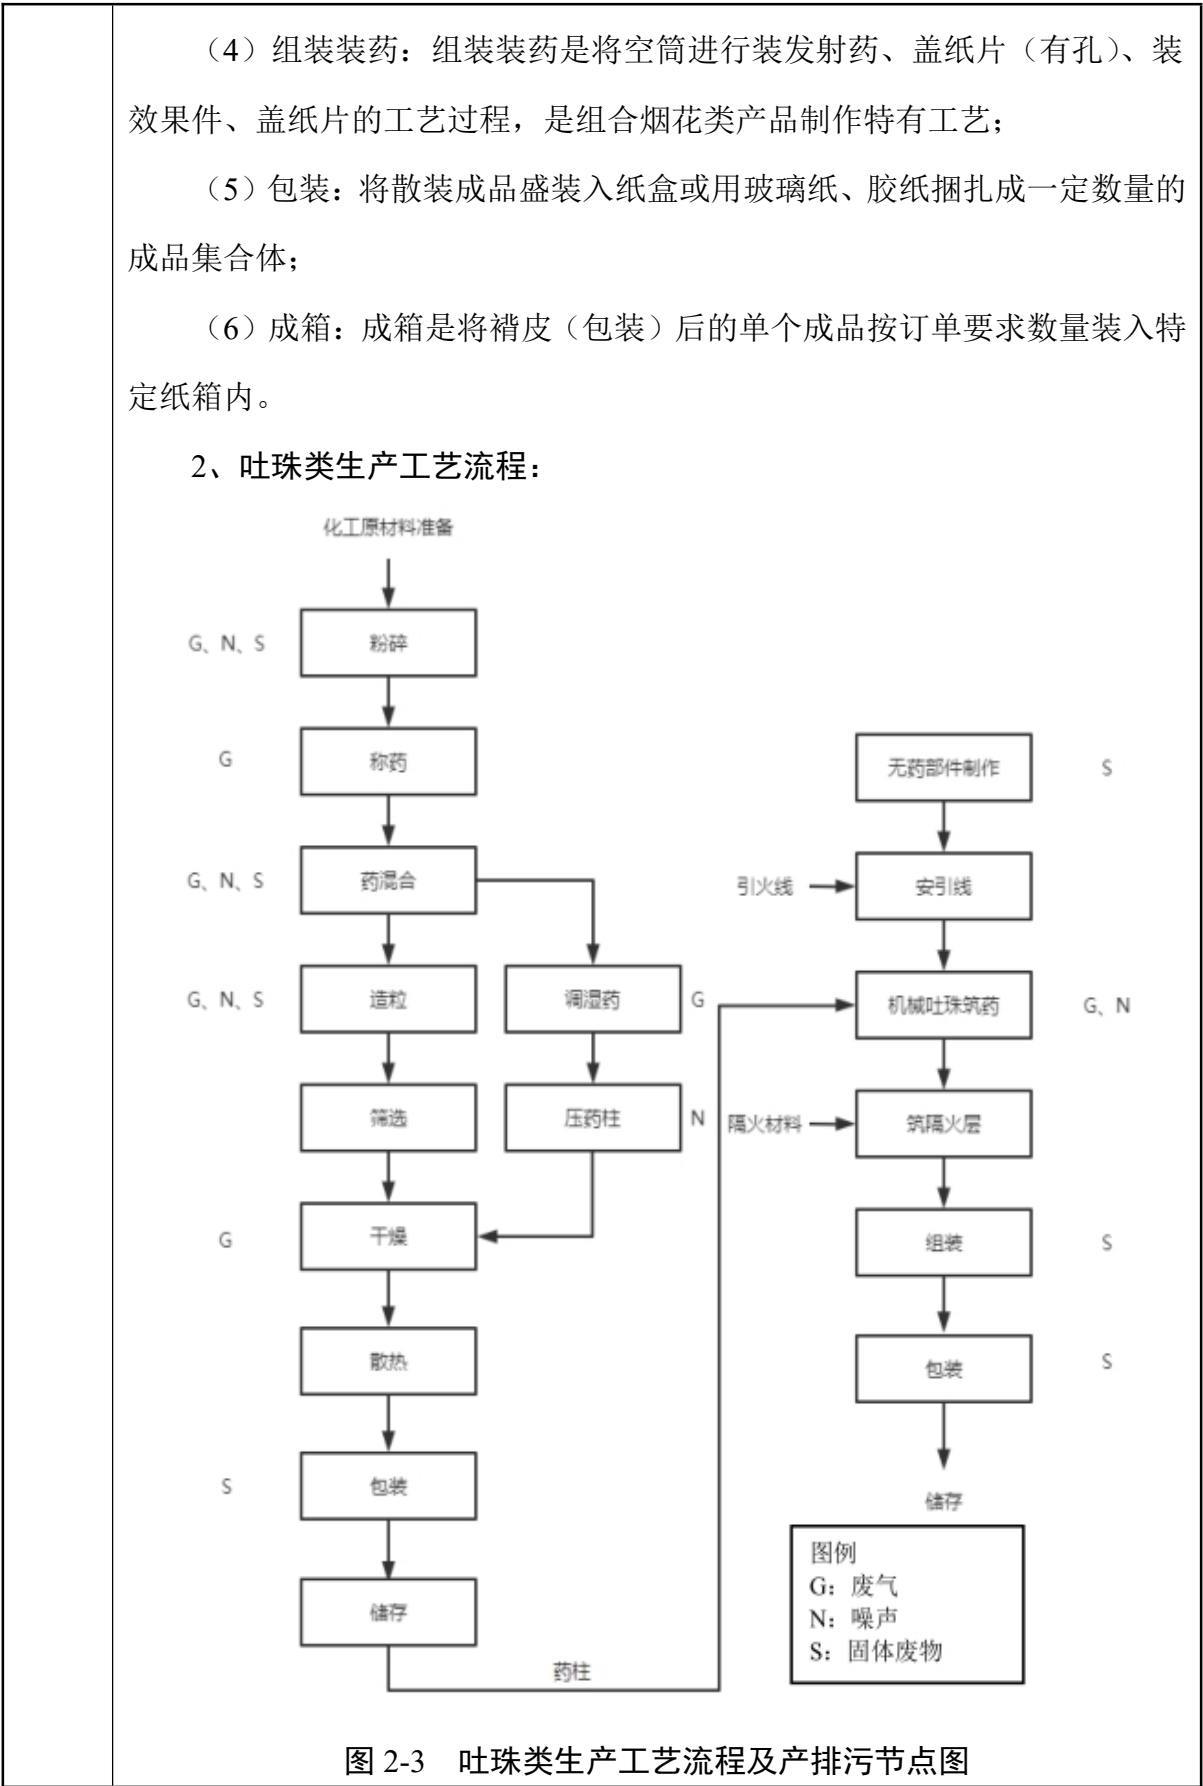 （4）组装装药：组装装药是将空筒进行装发射药、盖纸片（有孔）、装
效果件、盖纸片的工艺过程，是组合烟花类产品制作特有工艺；
（5）包装：将散装成品盛装入纸盒或用玻璃纸、胶纸捆扎成一定数量的
成品集合体；
（6）成箱：成箱是将褙皮（包装）后的单个成品按订单要求数量装入特
定纸箱内。
2、吐珠类生产工艺流程：
化工原材料准备
G、N、S
粉碎
G
称药
G、N、S
药混合
G、N、S
造粒
调湿药
G
筛选
压药柱
N
G
干燥
散热
S
包装
储存
药柱
无药部件制作
S
引火线
安引线
机械吐珠筑药
G、N
隔火材料
筑隔火层
组装
S
包装
S
储存
图例
G：废气
N：噪声
S：固体废物
图 2-3 吐珠类生产工艺流程及产排污节点图